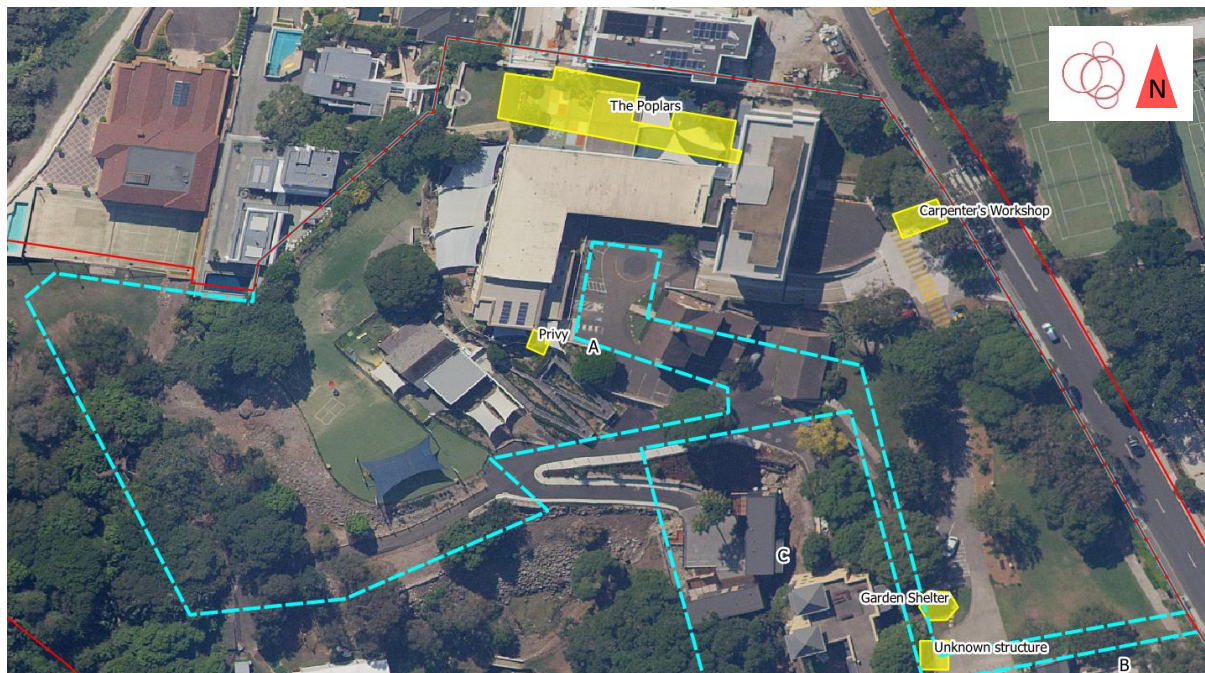 N
The Poplars
Carpenter's Workshop
Privy
A
C
Garden Shelter
Unknown structure
B